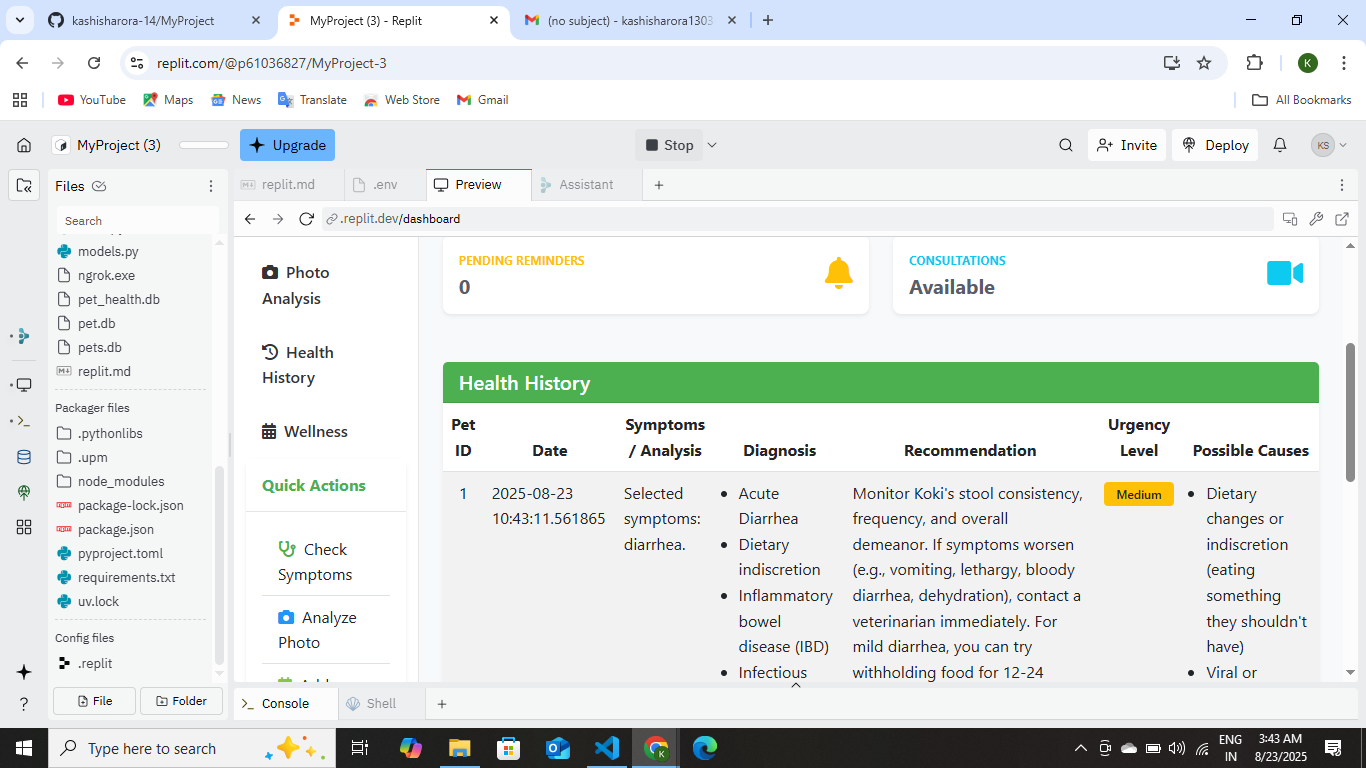 kashisharora-14/MyProject
MyProject (3) - Replit
(no subject) - kashisharora1303
replit.com/@p61036827/MyProject-3
K
YouTube
Maps
News
Translate
Web Store
Gmail
All Bookmarks
MyProject (3)
Upgrade
Stop
Invite
Deploy
KS
Files
replit.md
.env
Preview
Assistant
Search
.replit.dev/dashboard
models.py
ngrok.exe
pet_health.db
pet.db
pets.db
replit.md
Packager files
.pythonlibs
.upm
node_modules
package-lock.json
package.json
pyproject.toml
requirements.txt
uv.lock
Config files
.replit
File
Folder
Photo
Analysis
Health
History
Wellness
Quick Actions
Check
Symptoms
Analyze
Photo
PENDING REMINDERS
0
CONSULTATIONS
Available
Health History
Pet
ID
Date
Symptoms
/ Analysis
Diagnosis
Recommendation
Urgency
Level
Possible Causes
1
2025-08-23
10:43:11.561865
Selected
symptoms:
diarrhea.
Acute
Diarrhea
Dietary
indiscretion
Inflammatory
bowel
disease (IBD)
Infectious
Monitor Koki's stool consistency,
frequency, and overall
demeanor. If symptoms worsen
(e.g., vomiting, lethargy, bloody
diarrhea, dehydration), contact a
veterinarian immediately. For
mild diarrhea, you can try
withholding food for 12-24
Medium
Dietary
changes or
indiscretion
(eating
something
they shouldn't
have)
Viral or
Console
Shell
Type here to search
ENG
IN
3:43 AM
8/23/2025